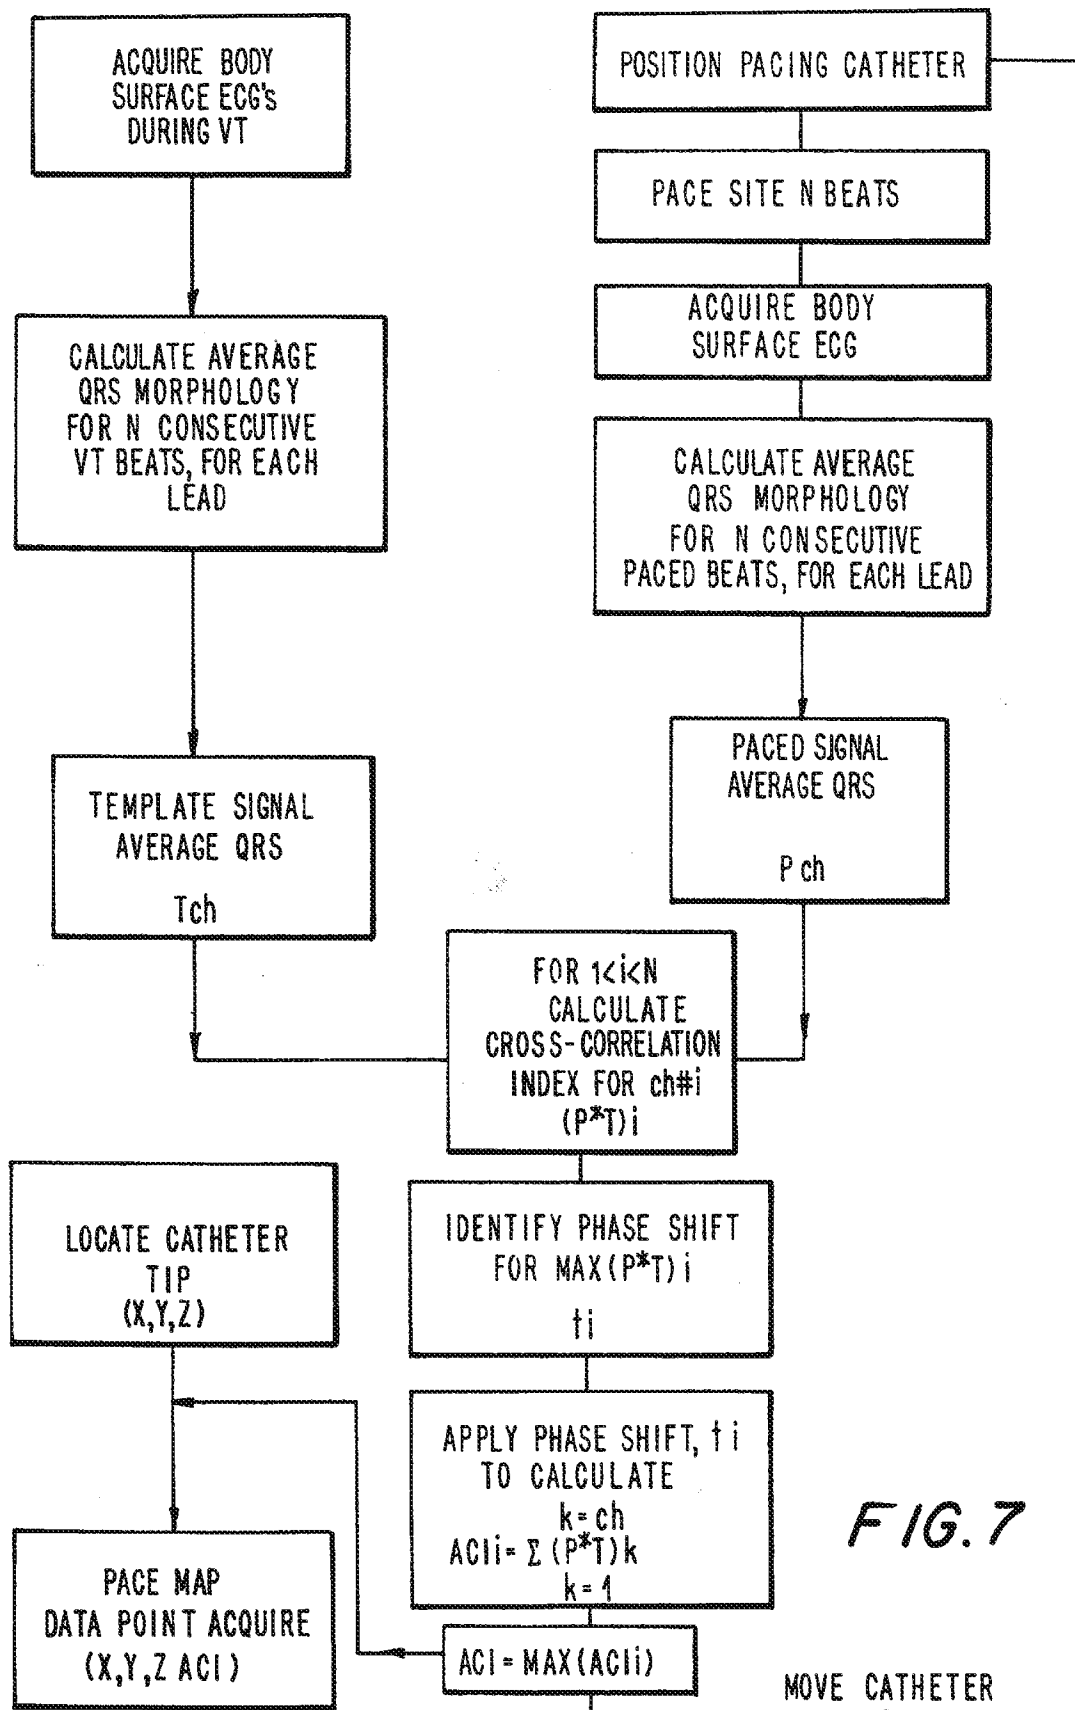 ACQUIRE BODY
SURFACE ECG's
DURING VT
CALCULATE AVERAGE
QRS MORPHOLOGY
FOR N CONSECUTIVE
VT BEATS, FOR EACH
LEAD
TEMPLATE SIGNAL
AVERAGE QRS
Tch
POSITION PACING CATHETER
PACE SITE N BEATS
ACQUIRE BODY
SURFACE ECG
CALCULATE AVERAGE
QRS MORPHOLOGY
FOR N CONSECUTIVE
PACED BEATS, FOR EACH LEAD
PACED SIGNAL
AVERAGE QRS
P ch
FOR 1<i<N
CALCULATE
CROSS-CORRELATION
INDEX FOR ch#i
(P*T)i
IDENTIFY PHASE SHIFT
FOR MAX(P*T)i
ti
APPLY PHASE SHIFT, ti
TO CALCULATE
k=ch
ACIi= Σ (P*T)k
k=1
ACI=MAX(ACIi)
LOCATE CATHETER
TIP
(X,Y,Z)
PACE MAP
DATA POINT ACQUIRE
(X,Y,Z ACI)
MOVE CATHETER
FIG. 7